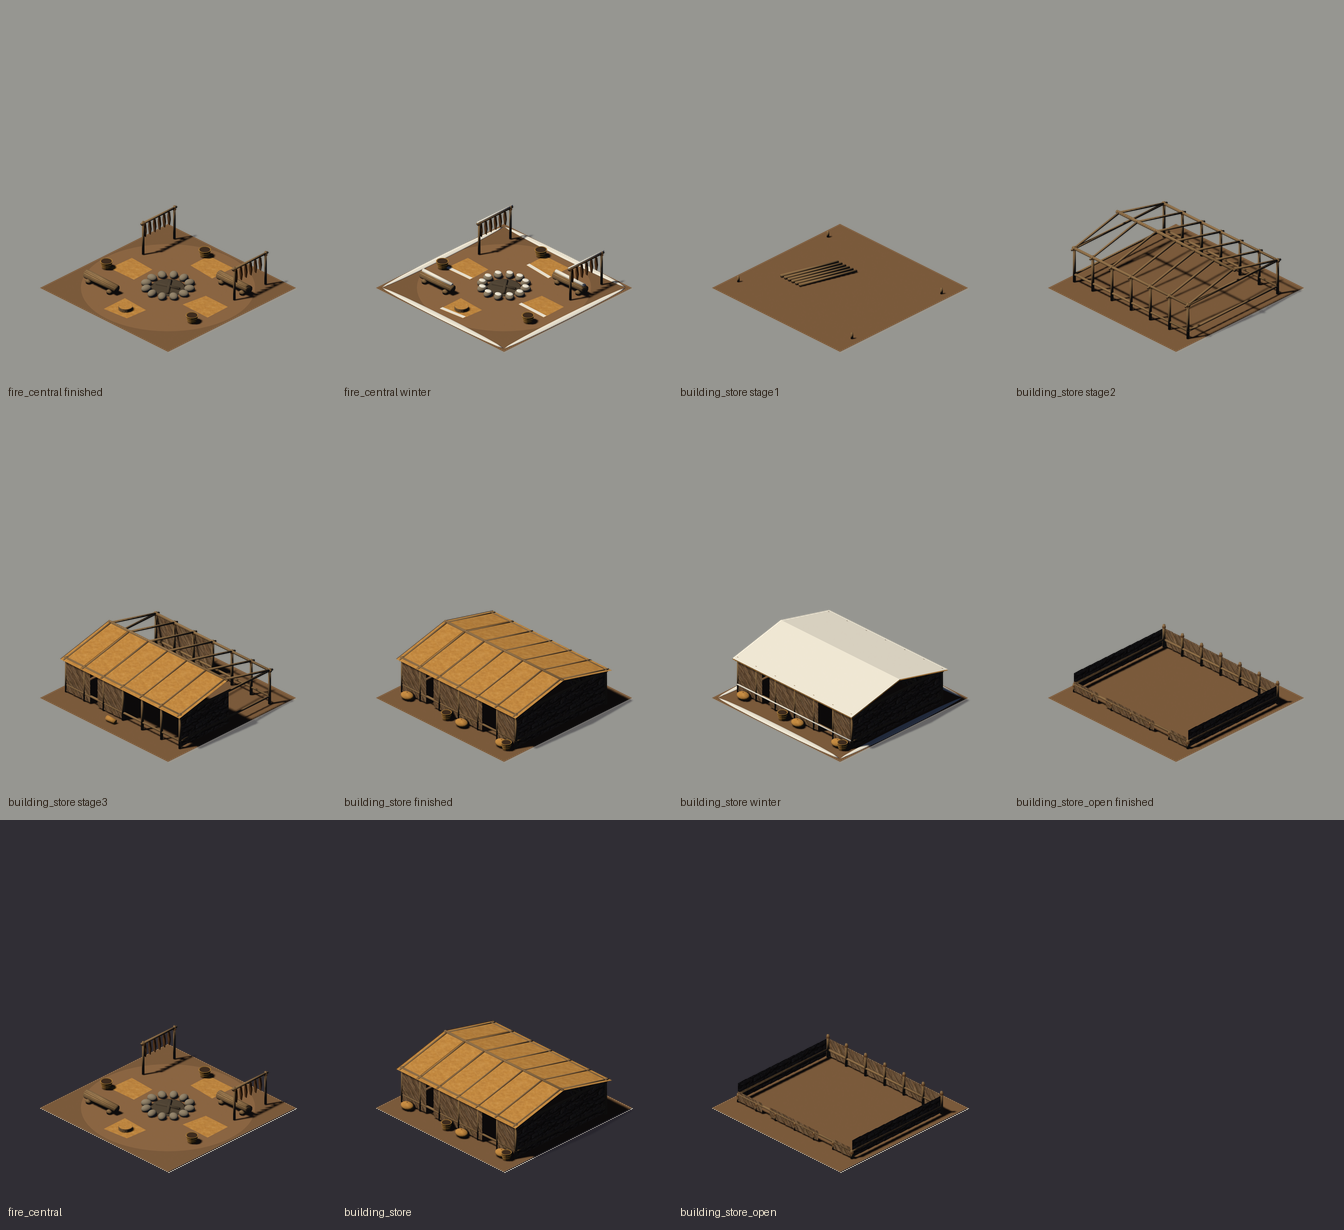 fire_central finished
fire_central winter
building_store stage1
building_store stage2
building_store stage3
building_store finished
building_store winter
building_store_open finished
fire_central
building_store
building_store_open